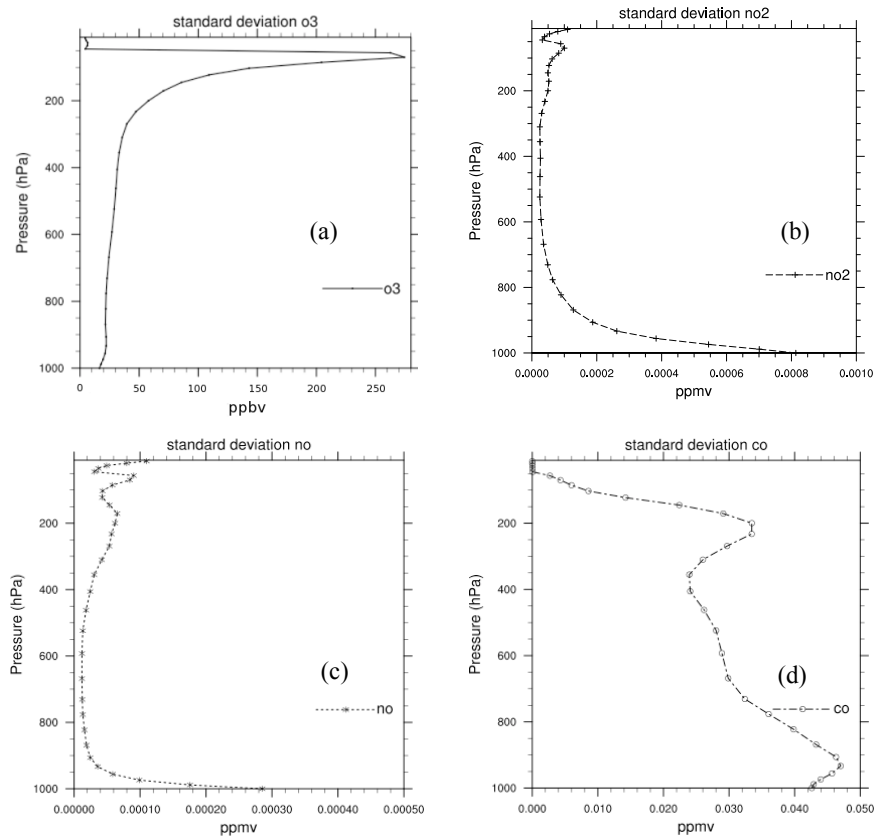 standard deviation o3
Pressure (hPa)
200
400
600
800
1000
0
50
100
150
200
250
ppbv
(a)
o3
standard deviation no2
Pressure (hPa)
200
400
600
800
1000
0.0000
0.0002
0.0004
0.0006
0.0008
0.0010
ppmv
(b)
no2
standard deviation no
Pressure (hPa)
200
400
600
800
1000
0.00000
0.00010
0.00020
0.00030
0.00040
0.00050
ppmv
(c)
no
standard deviation co
Pressure (hPa)
200
400
600
800
1000
0.000
0.010
0.020
0.030
0.040
0.050
ppmv
(d)
co